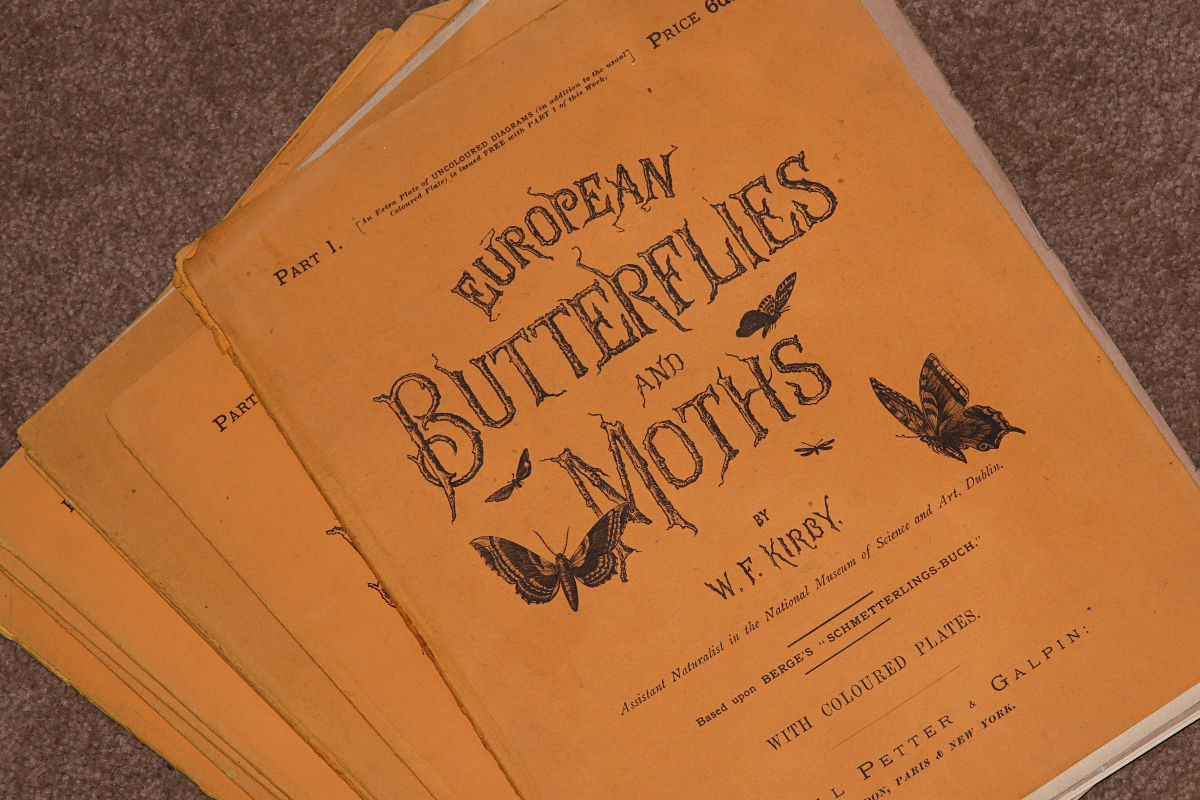 PART 1.
[An Extra Plate of UNCOLOURED DIAGRAMS (in addition to the usual
Coloured Plate) is issued FREE with PART 1 of this Work.]
PRICE 6d.
EUROPEAN
BUTTERFLIES
AND
MOTHS
BY
W. F. KIRBY.
Assistant Naturalist in the National Museum of Science and Art, Dublin.
Based upon BERGE'S "SCHMETTERLINGS-BUCH."
WITH COLOURED PLATES.
PETTER & GALPIN:
PARIS & NEW YORK.
PART